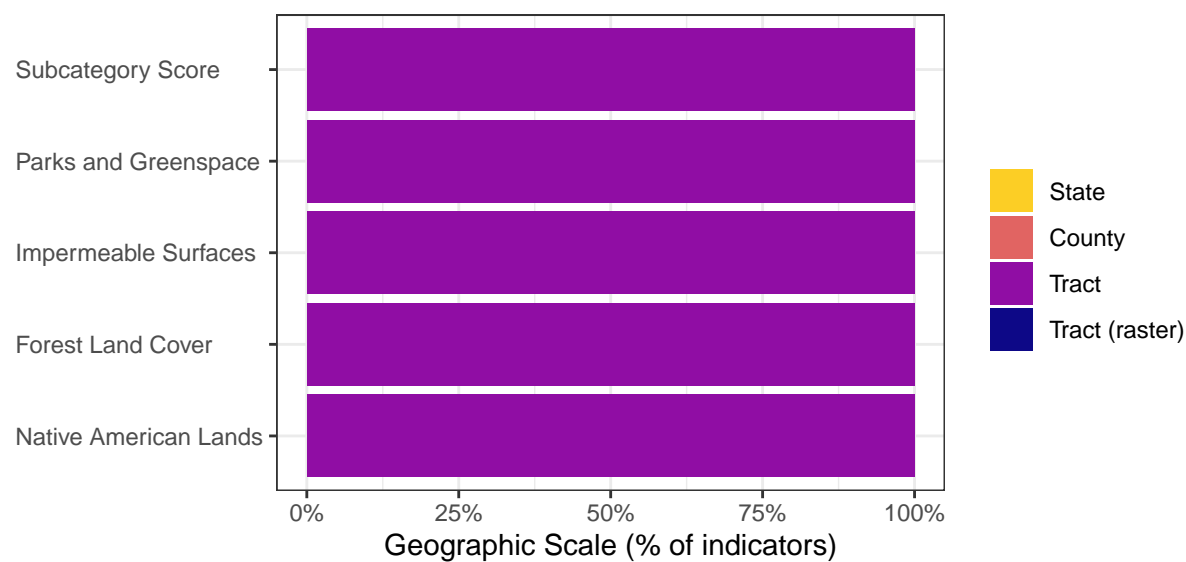 Subcategory Score
Parks and Greenspace
Impermeable Surfaces
Forest Land Cover
Native American Lands
0%
25%
50%
75%
100%
Geographic Scale (% of indicators)
State
County
Tract
Tract (raster)